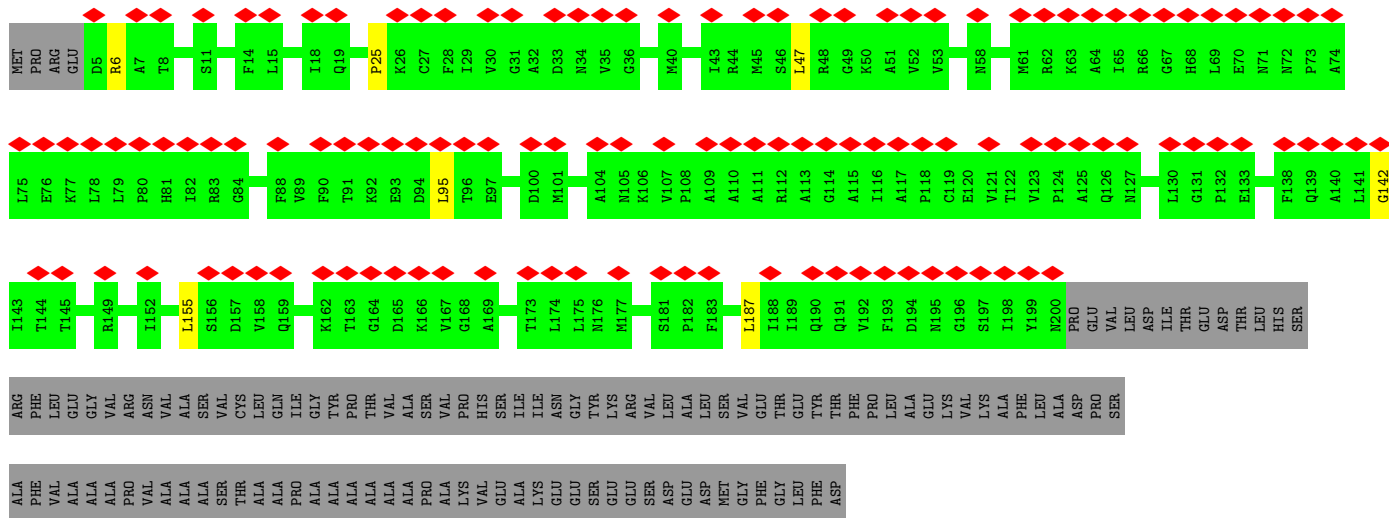 MET PRO ARG GLU D5 R6 A7 T8 S11 F14 L15 I18 Q19 P25 K26 C27 F28 I29 V30 G31 A32 D33 N34 V35 G36 M40 I43 R44 M45 S46 L47 R48 G49 K50 A51 V52 V53 N58 M61 R62 K63 A64 I65 R66 G67 H68 L69 E70 N71 N72 P73 A74
L75 E76 K77 L78 L79 P80 H81 I82 R83 G84 F88 V89 F90 T91 K92 E93 D94 L95 T96 E97 D100 M101 A104 N105 K106 V107 P108 A109 A110 A111 R112 A113 G114 A115 I116 A117 P118 C119 E120 V121 T122 V123 P124 A125 Q126 N127 L130 G131 P132 E133 F138 Q139 A140 L141 G142
I143 T144 T145 R149 I152 L155 S156 D157 V158 Q159 K162 T163 G164 D165 K166 V167 G168 A169 T173 L174 L175 N176 M177 S181 P182 F183 L187 I188 I189 Q190 Q191 V192 F193 D194 N195 G196 S197 I198 Y199 N200 PRO GLU VAL LEU ASP ILE THR GLU ASP THR LEU HIS SER
ARG PHE LEU GLU GLY VAL ARG ASN VAL ALA SER VAL CYS LEU GLN ILE GLY TYR PRO THR VAL ALA SER VAL PRO HIS SER ILE ILE ASN GLY TYR LYS ARG VAL LEU ALA LEU SER VAL GLU THR GLU TYR THR PHE PRO LEU ALA GLU LYS VAL LYS ALA PHE LEU ALA ASP PRO SER
ALA PHE VAL ALA ALA ALA PRO VAL ALA ALA ALA SER THR ALA ALA PRO ALA ALA ALA ALA ALA PRO ALA LYS VAL GLU ALA LYS GLU GLU SER GLU GLU SER ASP GLU ASP MET GLY PHE GLY LEU PHE ASP